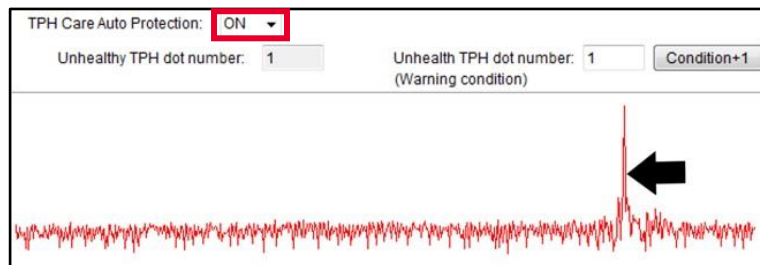 TPH Care Auto Protection: ON
Unhealthy TPH dot number: 1 Unhealth TPH dot number: 1 Condition+1
(Warning condition)